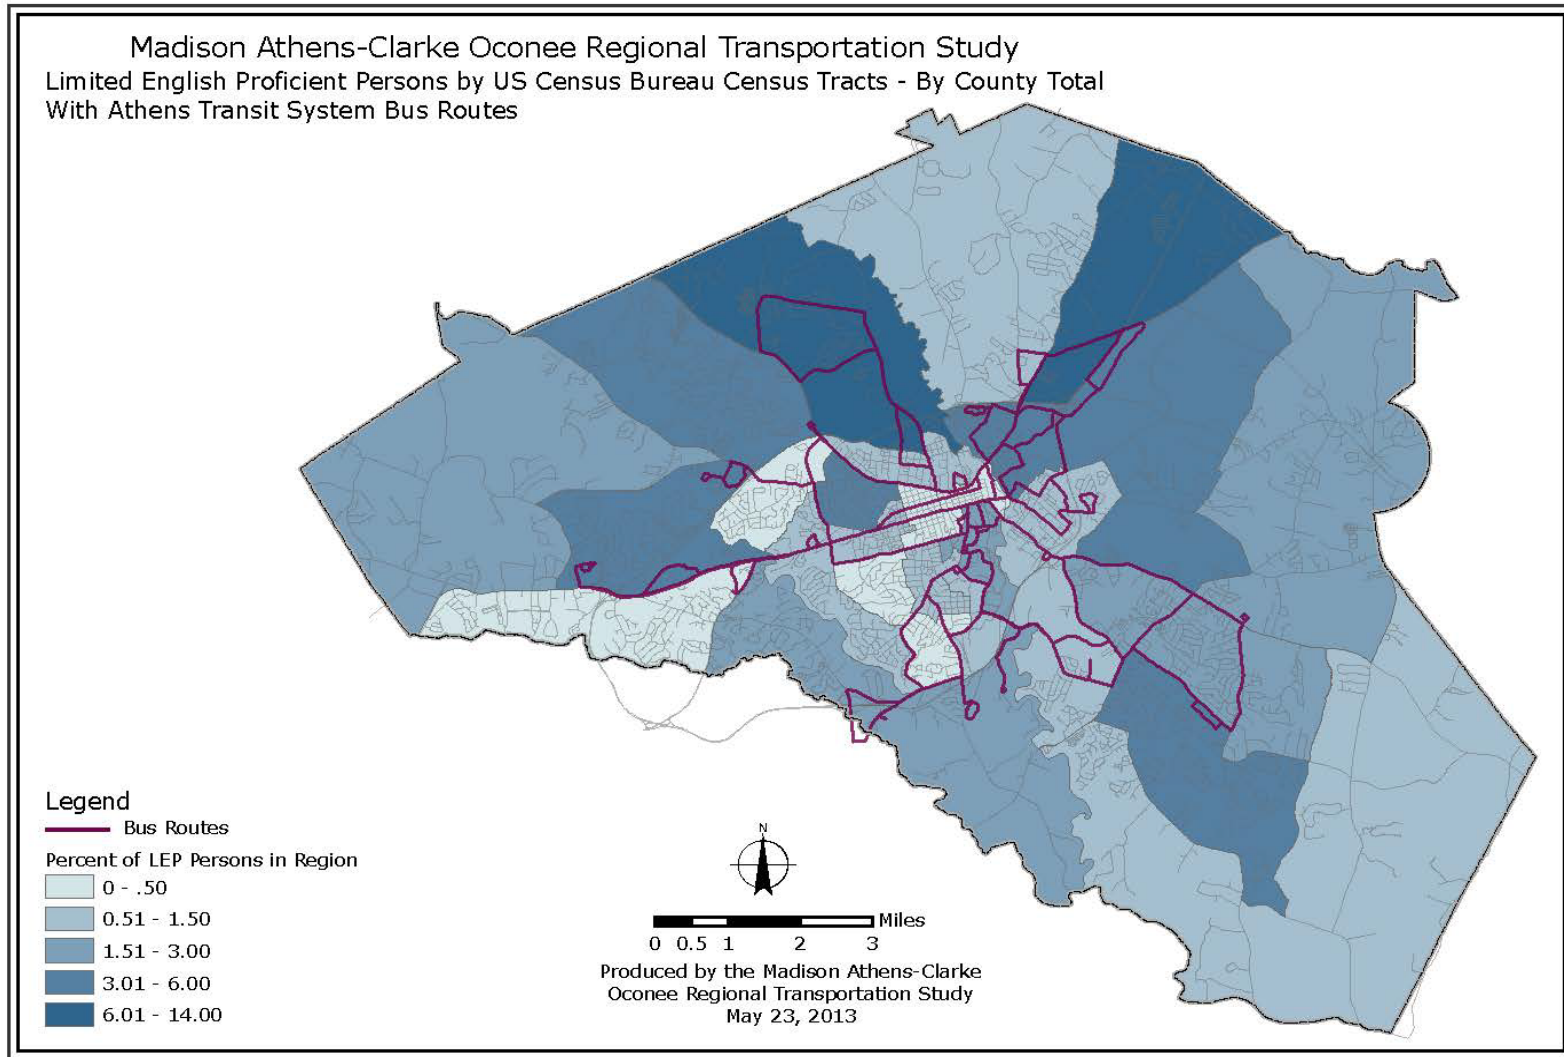 Madison Athens-Clarke Oconee Regional Transportation Study
Limited English Proficient Persons by US Census Bureau Census Tracts - By County Total
With Athens Transit System Bus Routes
Legend
Bus Routes
Percent of LEP Persons in Region
0 - .50
0.51 - 1.50
1.51 - 3.00
3.01 - 6.00
6.01 - 14.00
N
Miles
0 0.5 1 2 3
Produced by the Madison Athens-Clarke
Oconee Regional Transportation Study
May 23, 2013